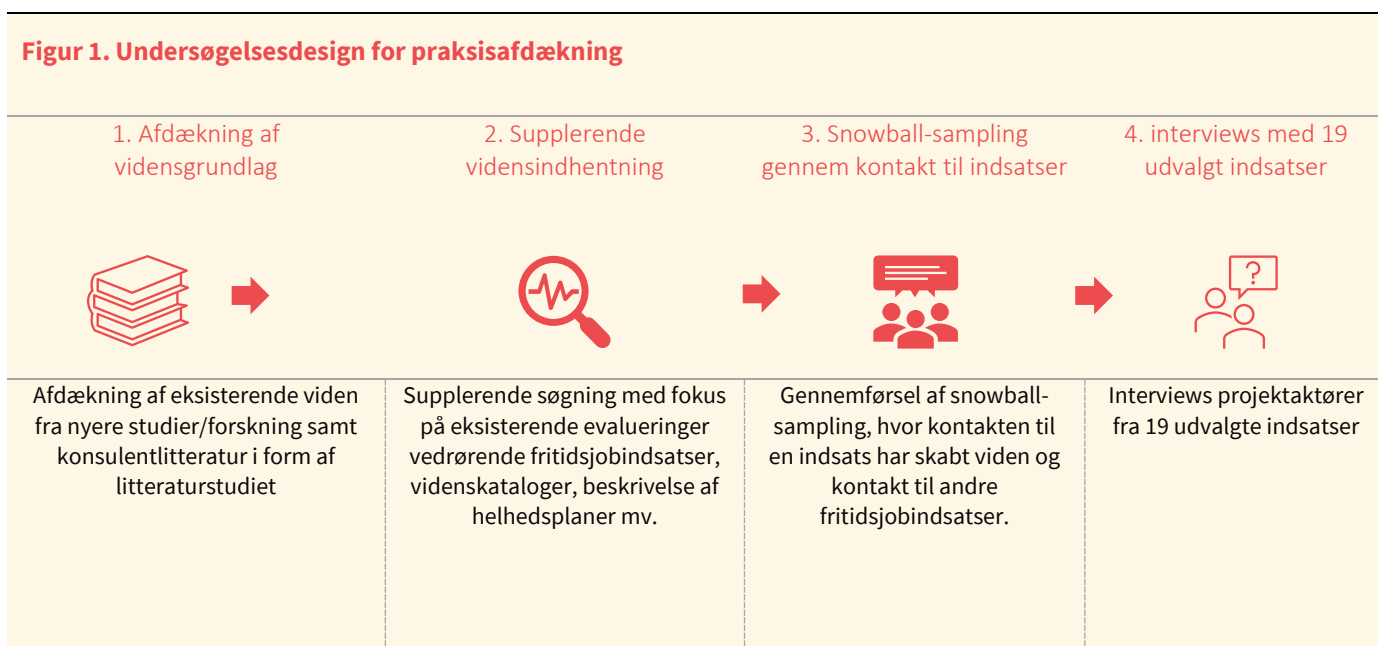 Figur 1. Undersøgelsesdesign for praksisafdækning
1. Afdækning af
vidensgrundlag
2. Supplerende
vidensindhentning
3. Snowball-sampling
gennem kontakt til indsatser
4. interviews med 19
udvalgt indsatser
?
Afdækning af eksisterende viden
fra nyere studier/forskning samt
konsulentlitteratur i form af
litteraturstudiet
Supplerende søgning med fokus
på eksisterende evalueringer
vedrørende fritidsjobindsatser,
videnskataloger, beskrivelse af
helhedsplaner mv.
Gennemførsel af snowball-
sampling, hvor kontakten til
en indsats har skabt viden og
kontakt til andre
fritidsjobindsatser.
Interviews projektaktører
fra 19 udvalgte indsatser